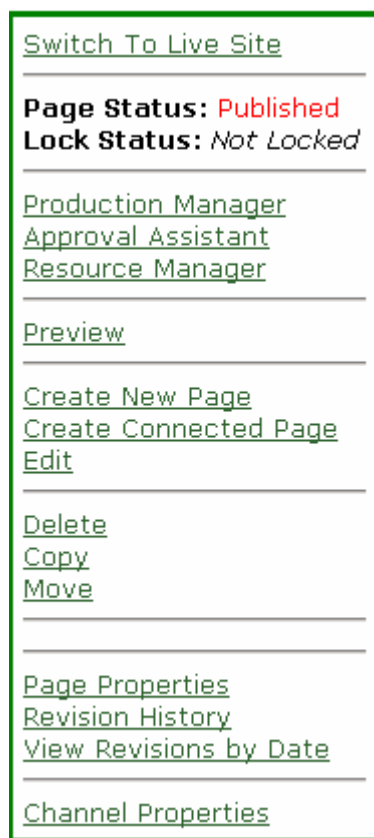 Switch To Live Site
Page Status: Published
Lock Status: Not Locked
Production Manager
Approval Assistant
Resource Manager
Preview
Create New Page
Create Connected Page
Edit
Delete
Copy
Move
Page Properties
Revision History
View Revisions by Date
Channel Properties